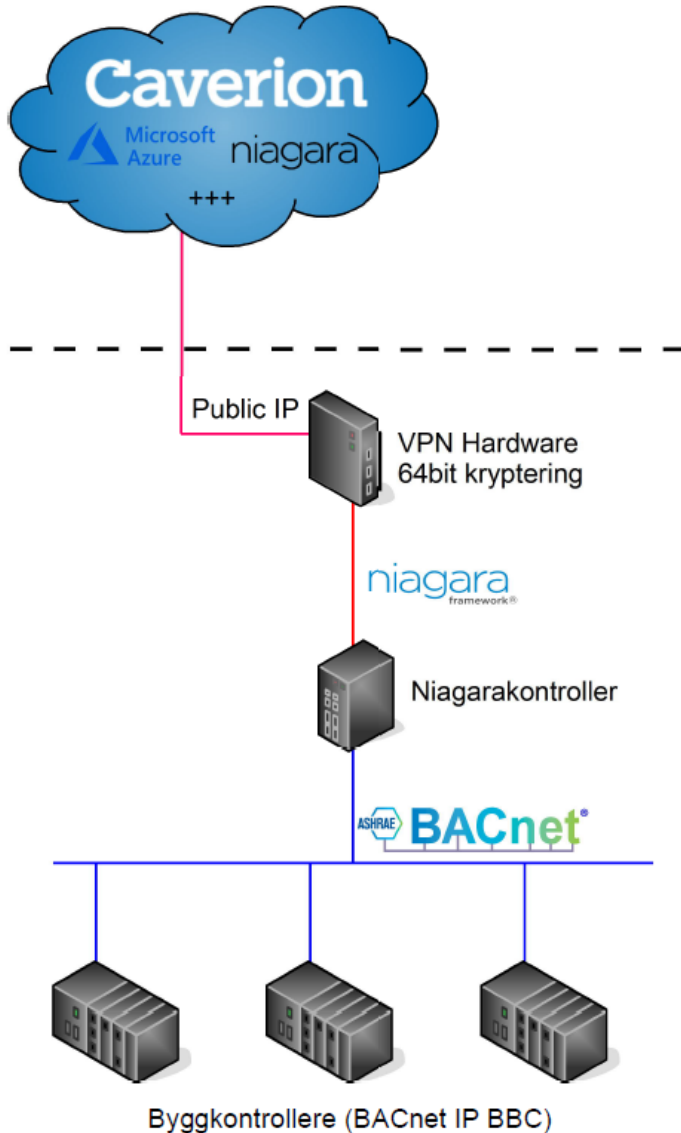 Caverion
Microsoft
Azure
niagara
+++
Public IP
VPN Hardware
64bit kryptering
niagara
framework®
Niagarakontroller
ASHRAE BACnet®
Byggkontrollere (BACnet IP BBC)